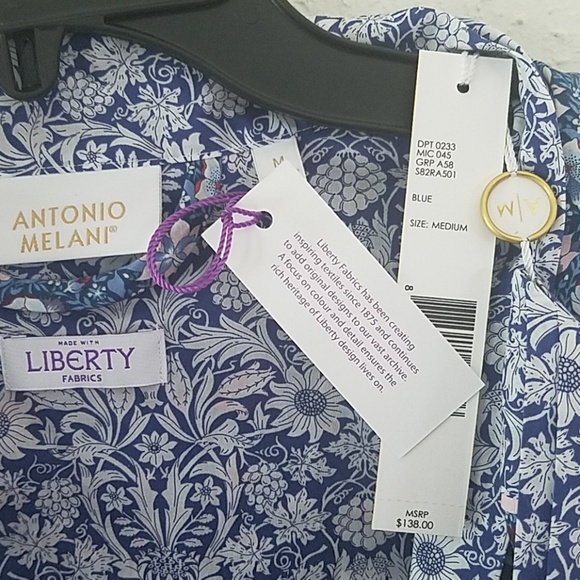 ANTONIO
MELANI®
MADE WITH
LIBERTY
FABRICS
M
Liberty Fabrics has been creating
inspiring textiles since 1875 and continues
to add original designs to our vast archive
A focus on colour and detail ensures the
rich heritage of Liberty design lives on.
DPT 0233
MIC 045
GRP A58
S82RA501
BLUE
SIZE: MEDIUM
8
MSRP
$138.00